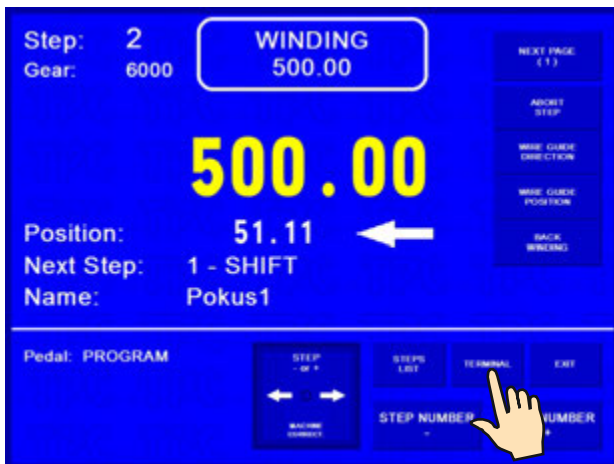 Step: 2
Gear: 6000
WINDING
500.00
500.00
Position: 51.11
Next Step: 1 - SHIFT
Name: Pokus1
NEXT PAGE
(1)
ABORT
STEP
WIRE GUIDE
DIRECTION
WIRE GUIDE
POSITION
BACK
WINDING
Pedal: PROGRAM
STEP
- or +
MACHINE
CORRECT
STEPS
LIST
TERMINAL
EXIT
STEP NUMBER
-
NUMBER
+